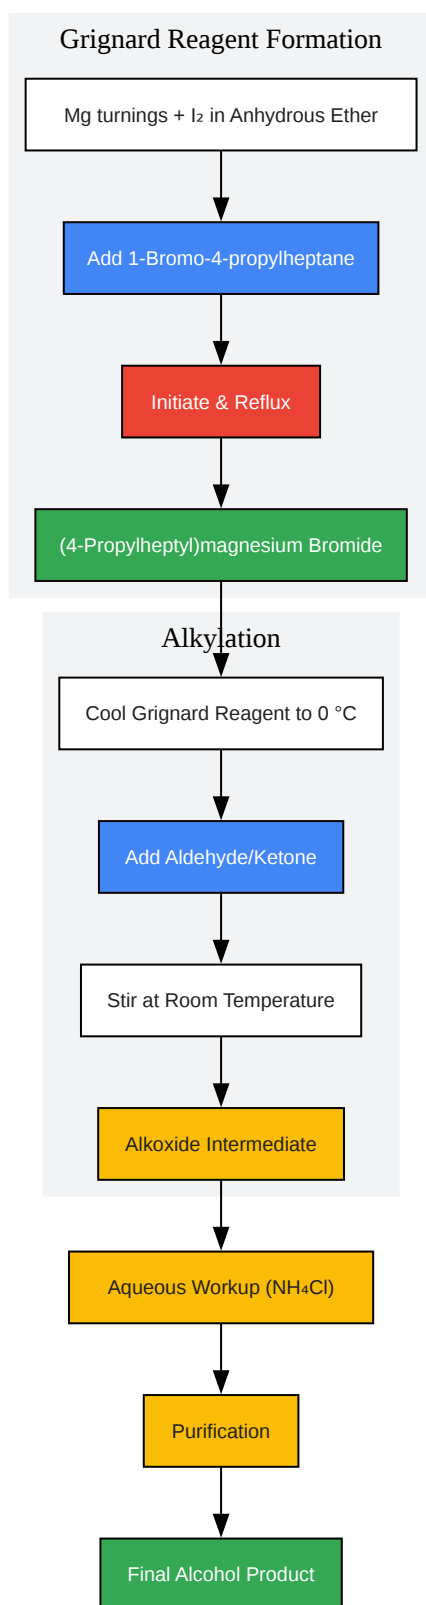 Grignard Reagent Formation
Mg turnings + I₂ in Anhydrous Ether
Add 1-Bromo-4-propylheptane
Initiate & Reflux
(4-Propylheptyl)magnesium Bromide
Alkylation
Cool Grignard Reagent to 0 °C
Add Aldehyde/Ketone
Stir at Room Temperature
Alkoxide Intermediate
Aqueous Workup (NH₄Cl)
Purification
Final Alcohol Product